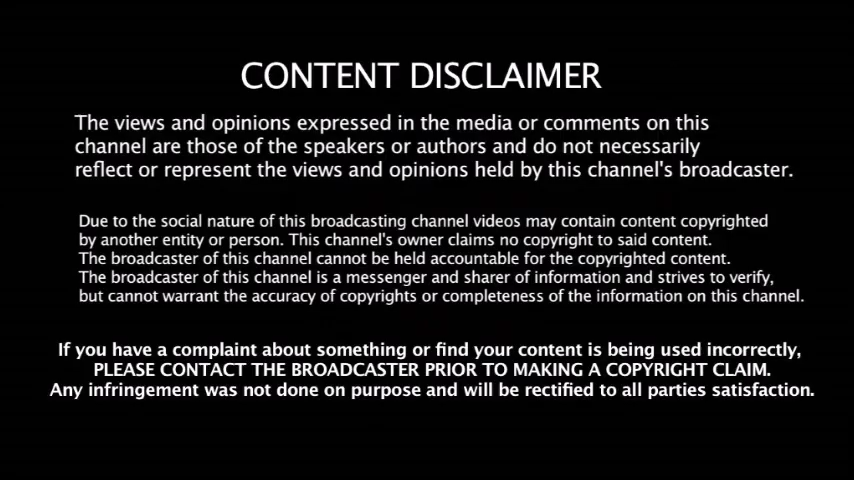 CONTENT DISCLAIMER
The views and opinions expressed in the media or comments on this
channel are those of the speakers or authors and do not necessarily
reflect or represent the views and opinions held by this channel's broadcaster.
Due to the social nature of this broadcasting channel videos may contain content copyrighted
by another entity or person. This channel's owner claims no copyright to said content.
The broadcaster of this channel cannot be held accountable for the copyrighted content.
The broadcaster of this channel is a messenger and sharer of information and strives to verify,
but cannot warrant the accuracy of copyrights or completeness of the information on this channel.
If you have a complaint about something or find your content is being used incorrectly,
PLEASE CONTACT THE BROADCASTER PRIOR TO MAKING A COPYRIGHT CLAIM.
Any infringement was not done on purpose and will be rectified to all parties satisfaction.